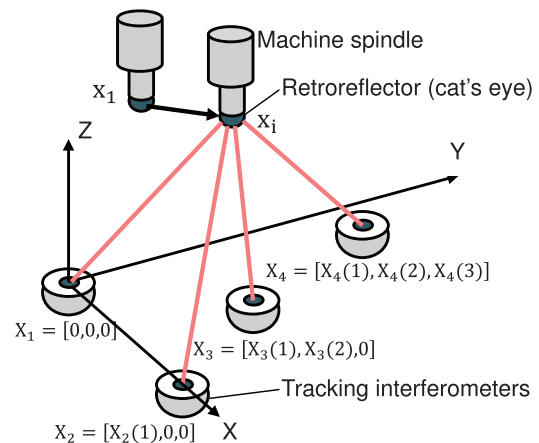 Machine spindle
Retroreflector (cat's eye)
x₁
xᵢ
Z
Y
X₄ = [X₄(1), X₄(2), X₄(3)]
X₁ = [0,0,0]
X₃ = [X₃(1), X₃(2),0]
Tracking interferometers
X₂ = [X₂(1),0,0]
X